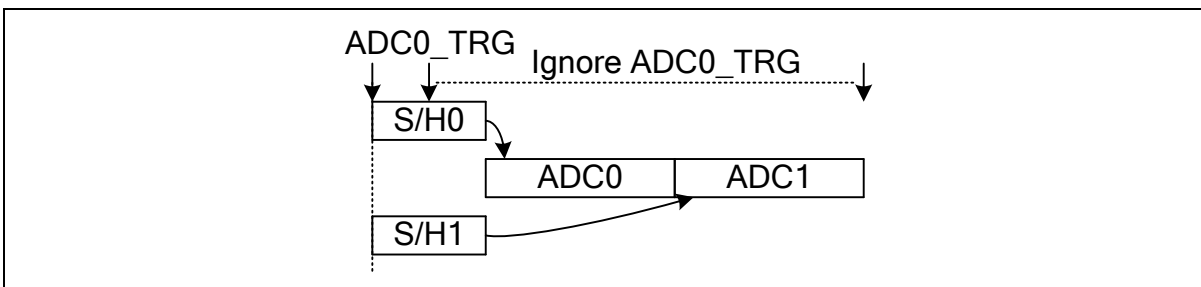 ADC0_TRG
Ignore ADC0_TRG
S/H0
ADC0 ADC1
S/H1